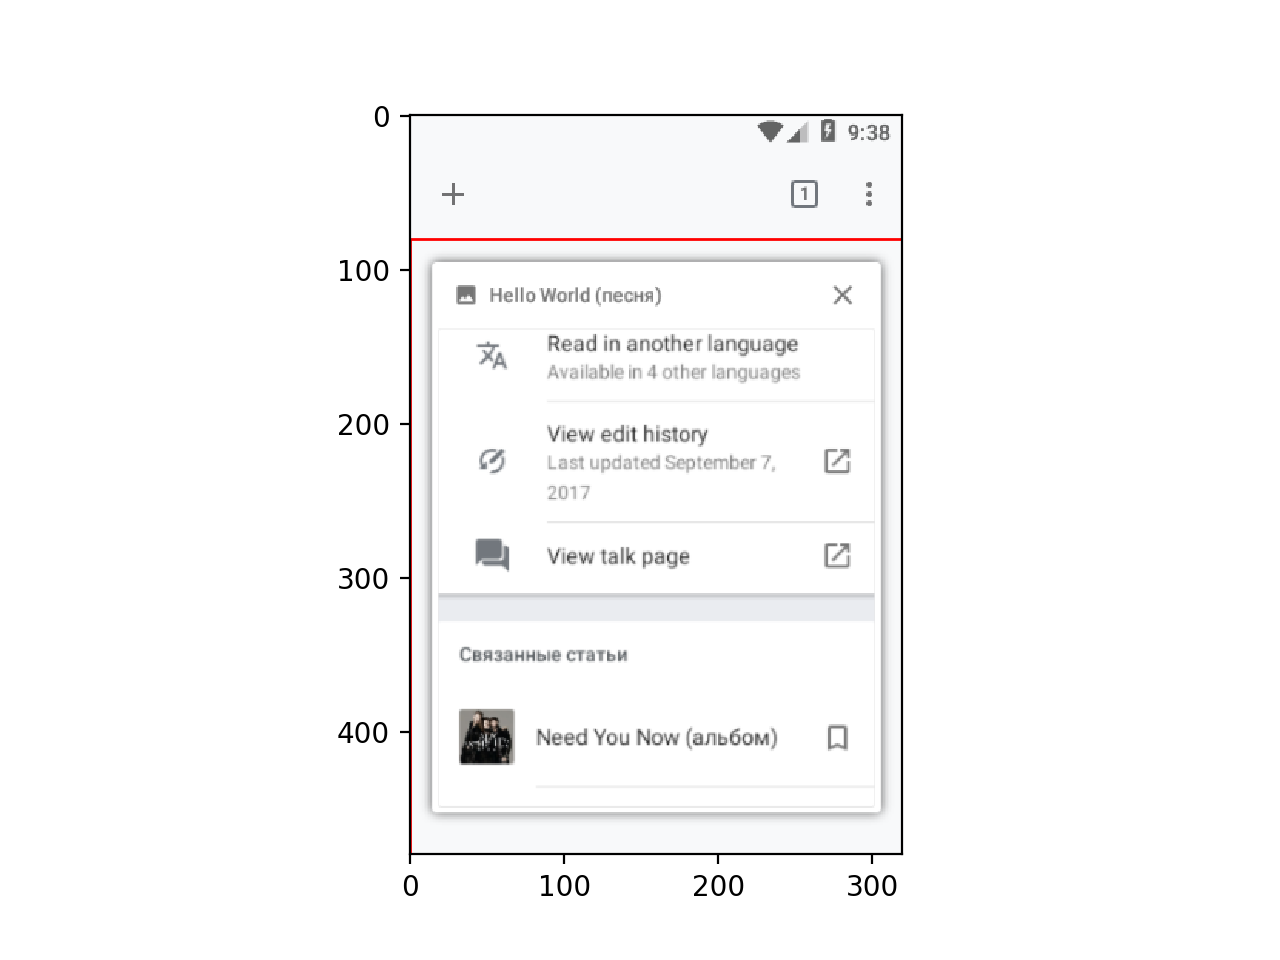 0
100
200
300
400
0 100 200 300
9:38
1
Hello World (песня)
Read in another language
Available in 4 other languages
View edit history
Last updated September 7,
2017
View talk page
Связанные статьи
Need You Now (альбом)